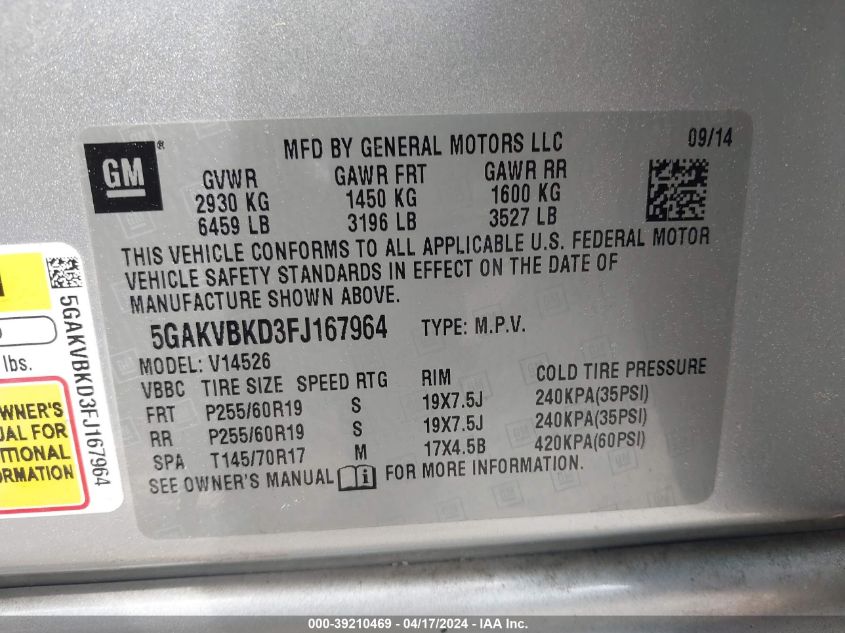 MFD BY GENERAL MOTORS LLC 09/14
GM®
GVWR GAWR FRT GAWR RR
2930 KG 1450 KG 1600 KG
6459 LB 3196 LB 3527 LB
THIS VEHICLE CONFORMS TO ALL APPLICABLE U.S. FEDERAL MOTOR
VEHICLE SAFETY STANDARDS IN EFFECT ON THE DATE OF
MANUFACTURE SHOWN ABOVE.
5GAKVBKD3FJ167964 TYPE: M.P.V.
MODEL: V14526
VBBC TIRE SIZE SPEED RTG RIM COLD TIRE PRESSURE
FRT P255/60R19 S 19X7.5J 240KPA(35PSI)
RR P255/60R19 S 19X7.5J 240KPA(35PSI)
SPA T145/70R17 M 17X4.5B 420KPA(60PSI)
SEE OWNER'S MANUAL FOR MORE INFORMATION.
5GAKVBKD3FJ167964
lbs.
WNER'S
UAL FOR
ITIONAL
ORMATION
000-39210469 - 04/17/2024 - IAA Inc.